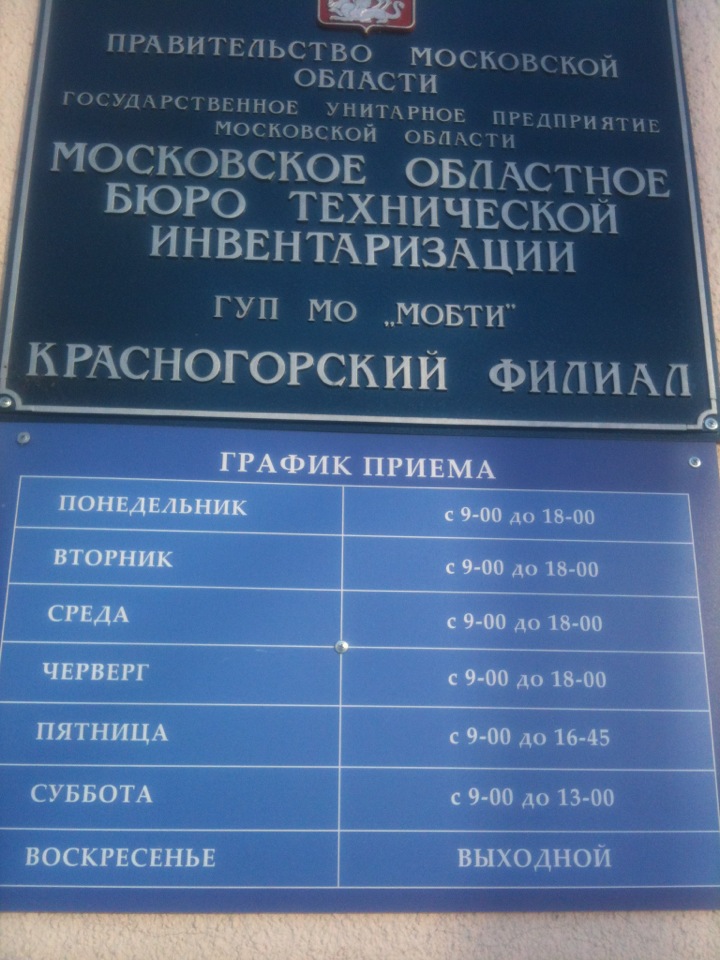 ПРАВИТЕЛЬСТВО МОСКОВСКОЙ
ОБЛАСТИ
ГОСУДАРСТВЕННОЕ УНИТАРНОЕ ПРЕДПРИЯТИЕ
МОСКОВСКОЙ ОБЛАСТИ
МОСКОВСКОЕ ОБЛАСТНОЕ
БЮРО ТЕХНИЧЕСКОЙ
ИНВЕНТАРИЗАЦИИ
ГУП МО „МОБТИ"
КРАСНОГОРСКИЙ ФИЛИАЛ
ГРАФИК ПРИЕМА
ПОНЕДЕЛЬНИК с 9-00 до 18-00
ВТОРНИК с 9-00 до 18-00
СРЕДА с 9-00 до 18-00
ЧЕРВЕРГ с 9-00 до 18-00
ПЯТНИЦА с 9-00 до 16-45
СУББОТА с 9-00 до 13-00
ВОСКРЕСЕНЬЕ ВЫХОДНОЙ